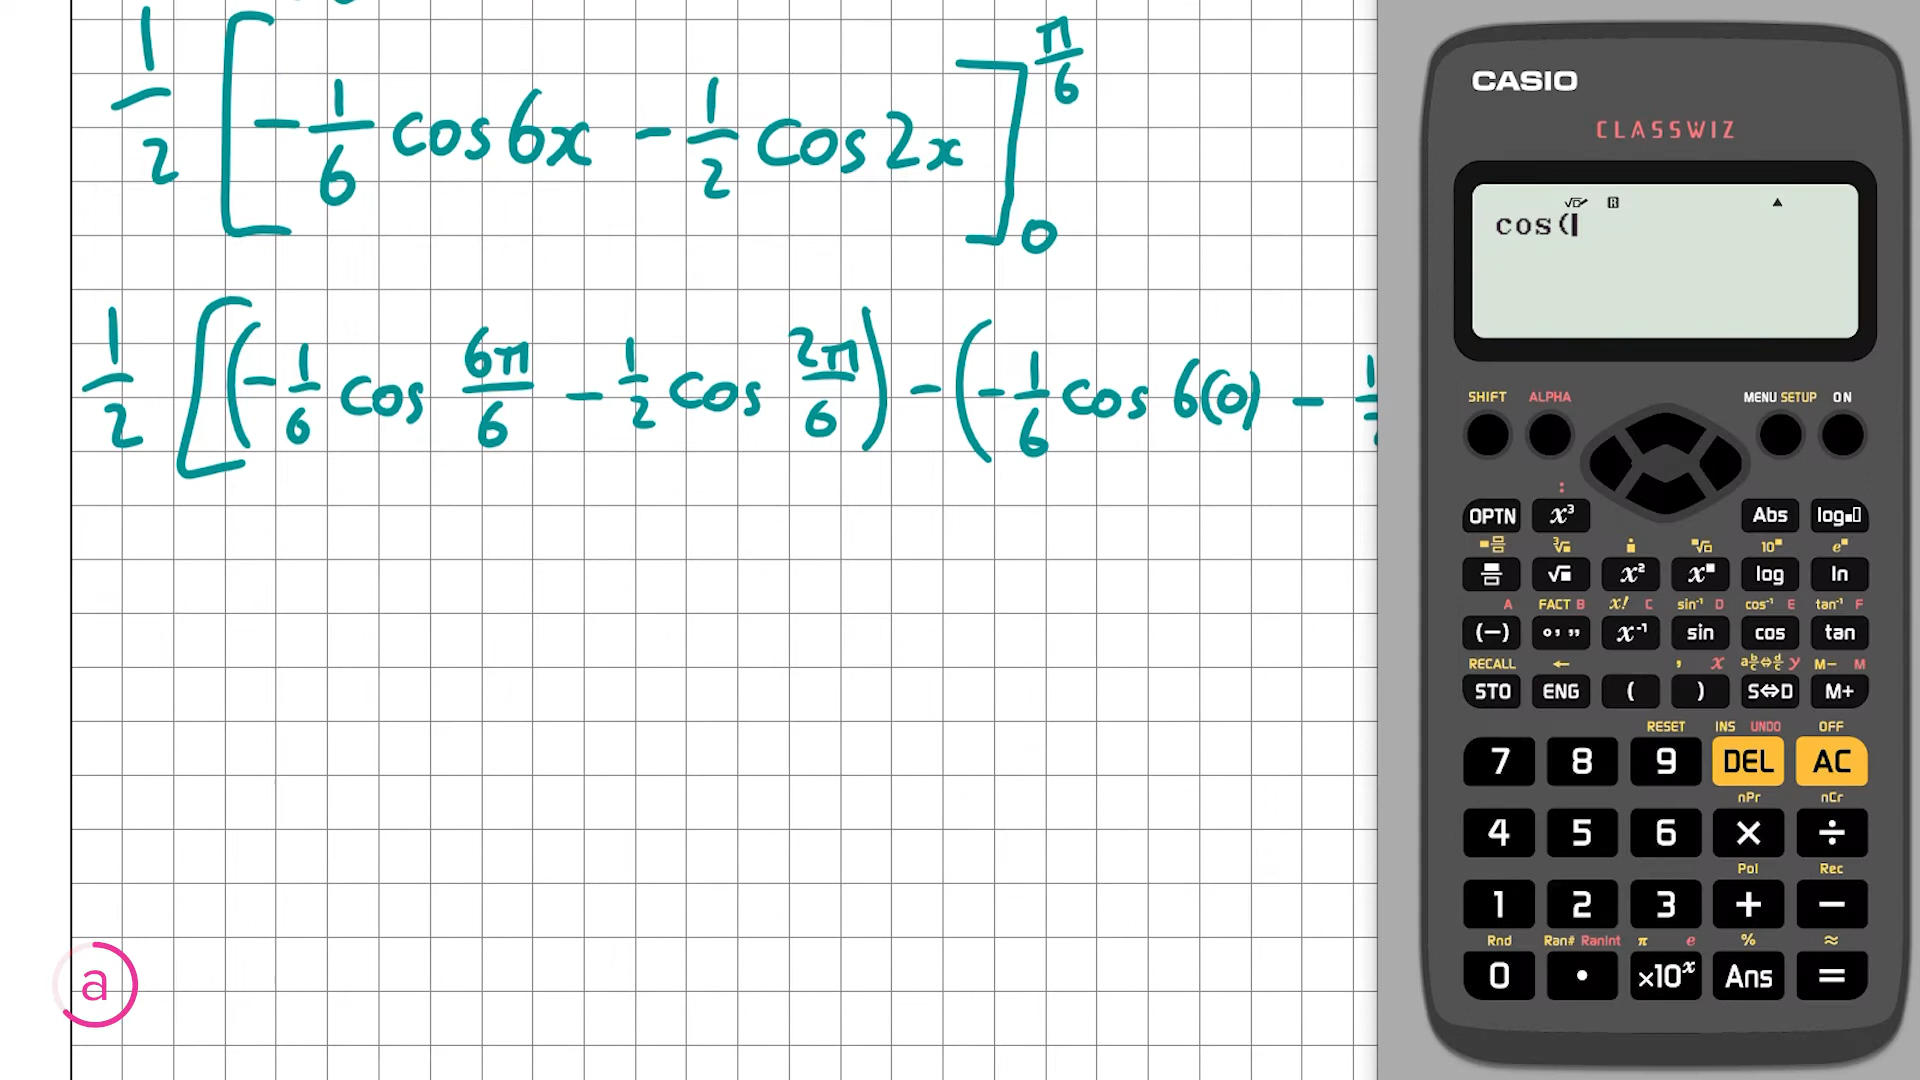 1/2 [ -1/6 cos 6x - 1/2 cos 2x ]_0^{π/6}
1/2 [ ( -1/6 cos 6π/6 - 1/2 cos 2π/6 ) - ( -1/6 cos 6(0) - 1/
a
CASIO
CLASSWIZ
√ R ▲
cos(
SHIFT ALPHA MENU SETUP ON
:
OPTN x³ Abs log▪▯
▪▯/▯ ³√▪ ▪√▯ 10▪ e▪
√▪ x² x▪ log ln
A FACT B x! C sin⁻¹ D cos⁻¹ E tan⁻¹ F
(−) °’” x⁻¹ sin cos tan
RECALL ← , x a b/c⇔d/c y M− M
STO ENG ( ) S⇔D M+
RESET INS UNDO OFF
7 8 9 DEL AC
nPr nCr
4 5 6 × ÷
Pol Rec
1 2 3 + −
Rnd Ran# RanInt π e % ≈
0 • ×10ˣ Ans =